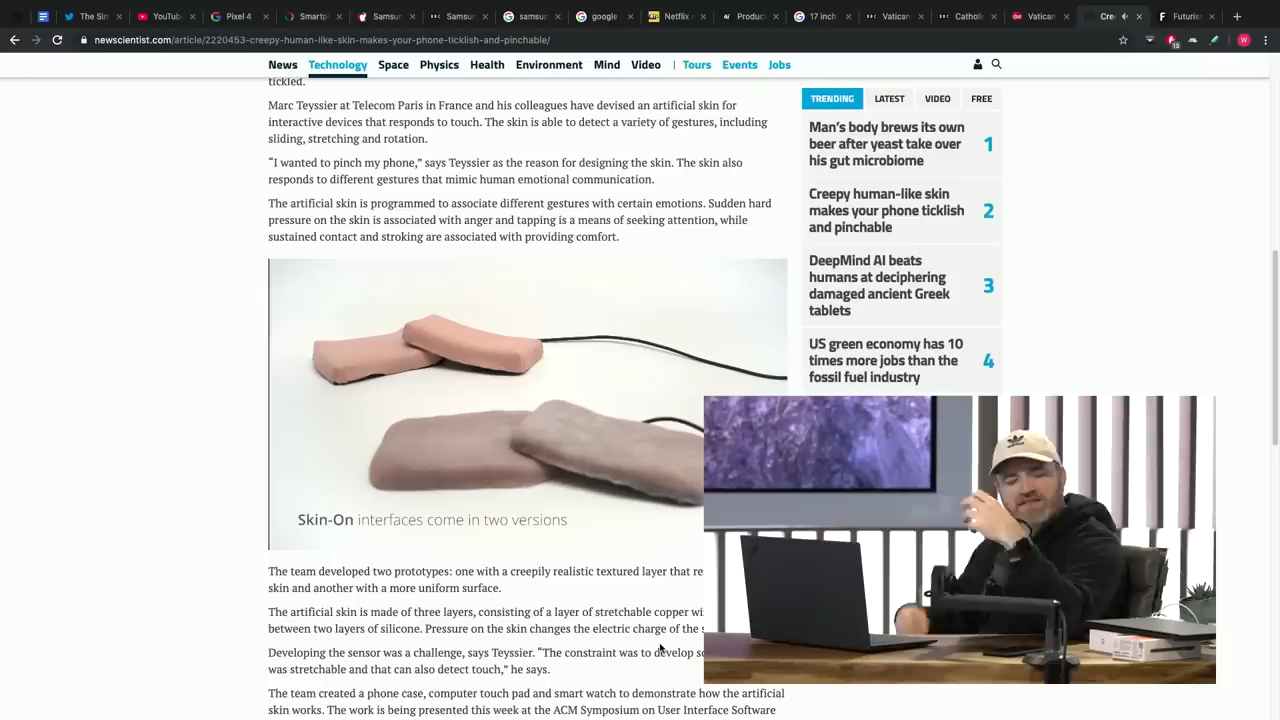 The Sim
YouTube
Pixel 4
Smartp
Samsun
Samsun
samsun
google
Netflix r
Produce
17 inch
Vatican
Catholi
Vatican
Cree
Futuris
newscientist.com/article/2220453-creepy-human-like-skin-makes-your-phone-ticklish-and-pinchable/
News Technology Space Physics Health Environment Mind Video | Tours Events Jobs
tickled.
Marc Teyssier at Telecom Paris in France and his colleagues have devised an artificial skin for
interactive devices that responds to touch. The skin is able to detect a variety of gestures, including
sliding, stretching and rotation.
“I wanted to pinch my phone,” says Teyssier as the reason for designing the skin. The skin also
responds to different gestures that mimic human emotional communication.
The artificial skin is programmed to associate different gestures with certain emotions. Sudden hard
pressure on the skin is associated with anger and tapping is a means of seeking attention, while
sustained contact and stroking are associated with providing comfort.
Skin-On interfaces come in two versions
The team developed two prototypes: one with a creepily realistic textured layer that re
skin and another with a more uniform surface.
The artificial skin is made of three layers, consisting of a layer of stretchable copper wi
between two layers of silicone. Pressure on the skin changes the electric charge of the s
Developing the sensor was a challenge, says Teyssier. “The constraint was to develop s
was stretchable and that can also detect touch,” he says.
The team created a phone case, computer touch pad and smart watch to demonstrate how the artificial
skin works. The work is being presented this week at the ACM Symposium on User Interface Software
TRENDING LATEST VIDEO FREE
Man’s body brews its own
beer after yeast take over
his gut microbiome
1
Creepy human-like skin
makes your phone ticklish
and pinchable
2
DeepMind AI beats
humans at deciphering
damaged ancient Greek
tablets
3
US green economy has 10
times more jobs than the
fossil fuel industry
4